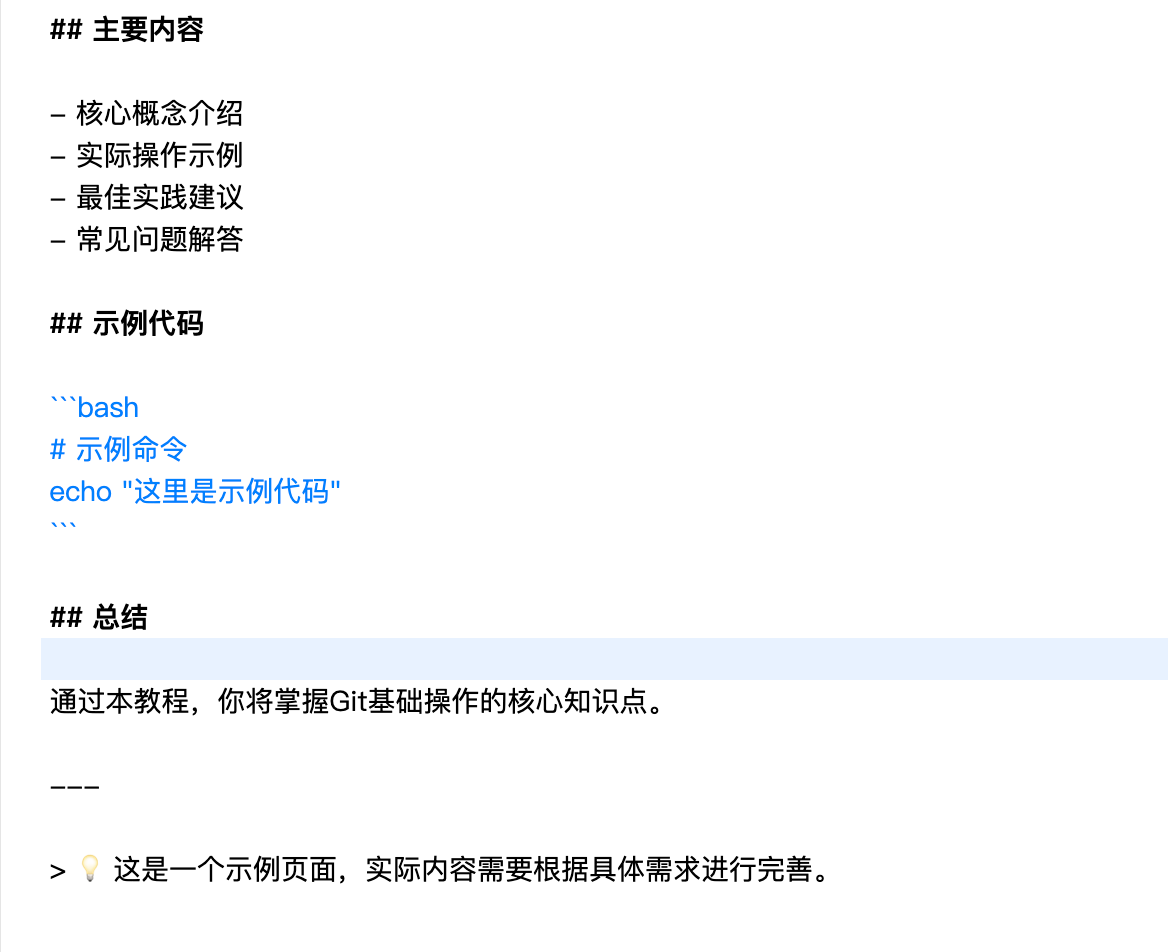 ## 主要内容
- 核心概念介绍
- 实际操作示例
- 最佳实践建议
- 常见问题解答
## 示例代码
```bash
# 示例命令
echo "这里是示例代码"
```
## 总结
通过本教程，你将掌握Git基础操作的核心知识点。
---
> 💡 这是一个示例页面，实际内容需要根据具体需求进行完善。